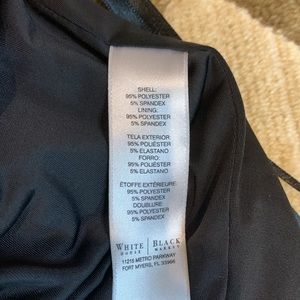 SHELL:
95% POLYESTER
5% SPANDEX
LINING:
95% POLYESTER
5% SPANDEX
TELA EXTERIOR:
95% POLIÉSTER
5% ELASTANO
FORRO:
95% POLIÉSTER
5% ELASTANO
ÉTOFFE EXTÉRIEURE:
95% POLYESTER
5% SPANDEX
DOUBLURE
95% POLYESTER
5% SPANDEX
WHITE BLACK
HOUSE MARKET
11215 METRO PARKWAY
FORT MYERS, FL 33966